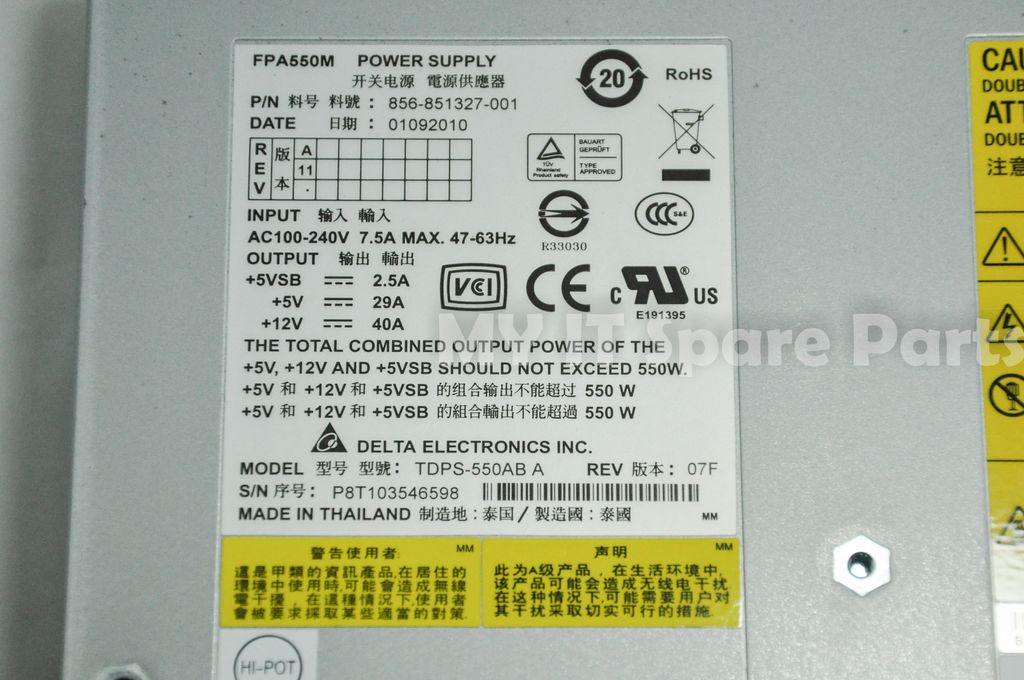 FPA550M POWER SUPPLY
开关电源 電源供應器
P/N 料号 料號： 856-851327-001
DATE 日期： 01092010
REV 版本 A 11 .
INPUT 输入 輸入
AC100-240V 7.5A MAX. 47-63Hz
OUTPUT 输出 輸出
+5VSB 2.5A
+5V 29A
+12V 40A
THE TOTAL COMBINED OUTPUT POWER OF THE
+5V, +12V AND +5VSB SHOULD NOT EXCEED 550W.
+5V 和 +12V 和 +5VSB 的组合输出不能超过 550 W
+5V 和 +12V 和 +5VSB 的組合輸出不能超過 550 W
DELTA ELECTRONICS INC.
MODEL 型号 型號： TDPS-550AB A REV 版本： 07F
S/N 序号： P8T103546598
MADE IN THAILAND 制造地：泰国 / 製造國：泰國
MM
20
RoHS
TÜV
Rheinland
Product safety
BAUART
GEPRÜFT
TYPE
APPROVED
R33030
CCC S&E
VCCI
CE
c RU ® US
E191395
MY IT Spare Parts
警告使用者：
MM
這是甲類的資訊產品,在居住的
環境中使用時,可能會造成無線
電干擾，在這種情況下,使用者
會被要求採取某些適當的對策.
声明
MM
此为A级产品，在生活环境中,
该产品可能会造成无线电干扰,
在这种情况下,可能需要用户对
其干扰采取切实可行的措施.
HI-POT
CAU
DOUB
ATT
DOUB
注意